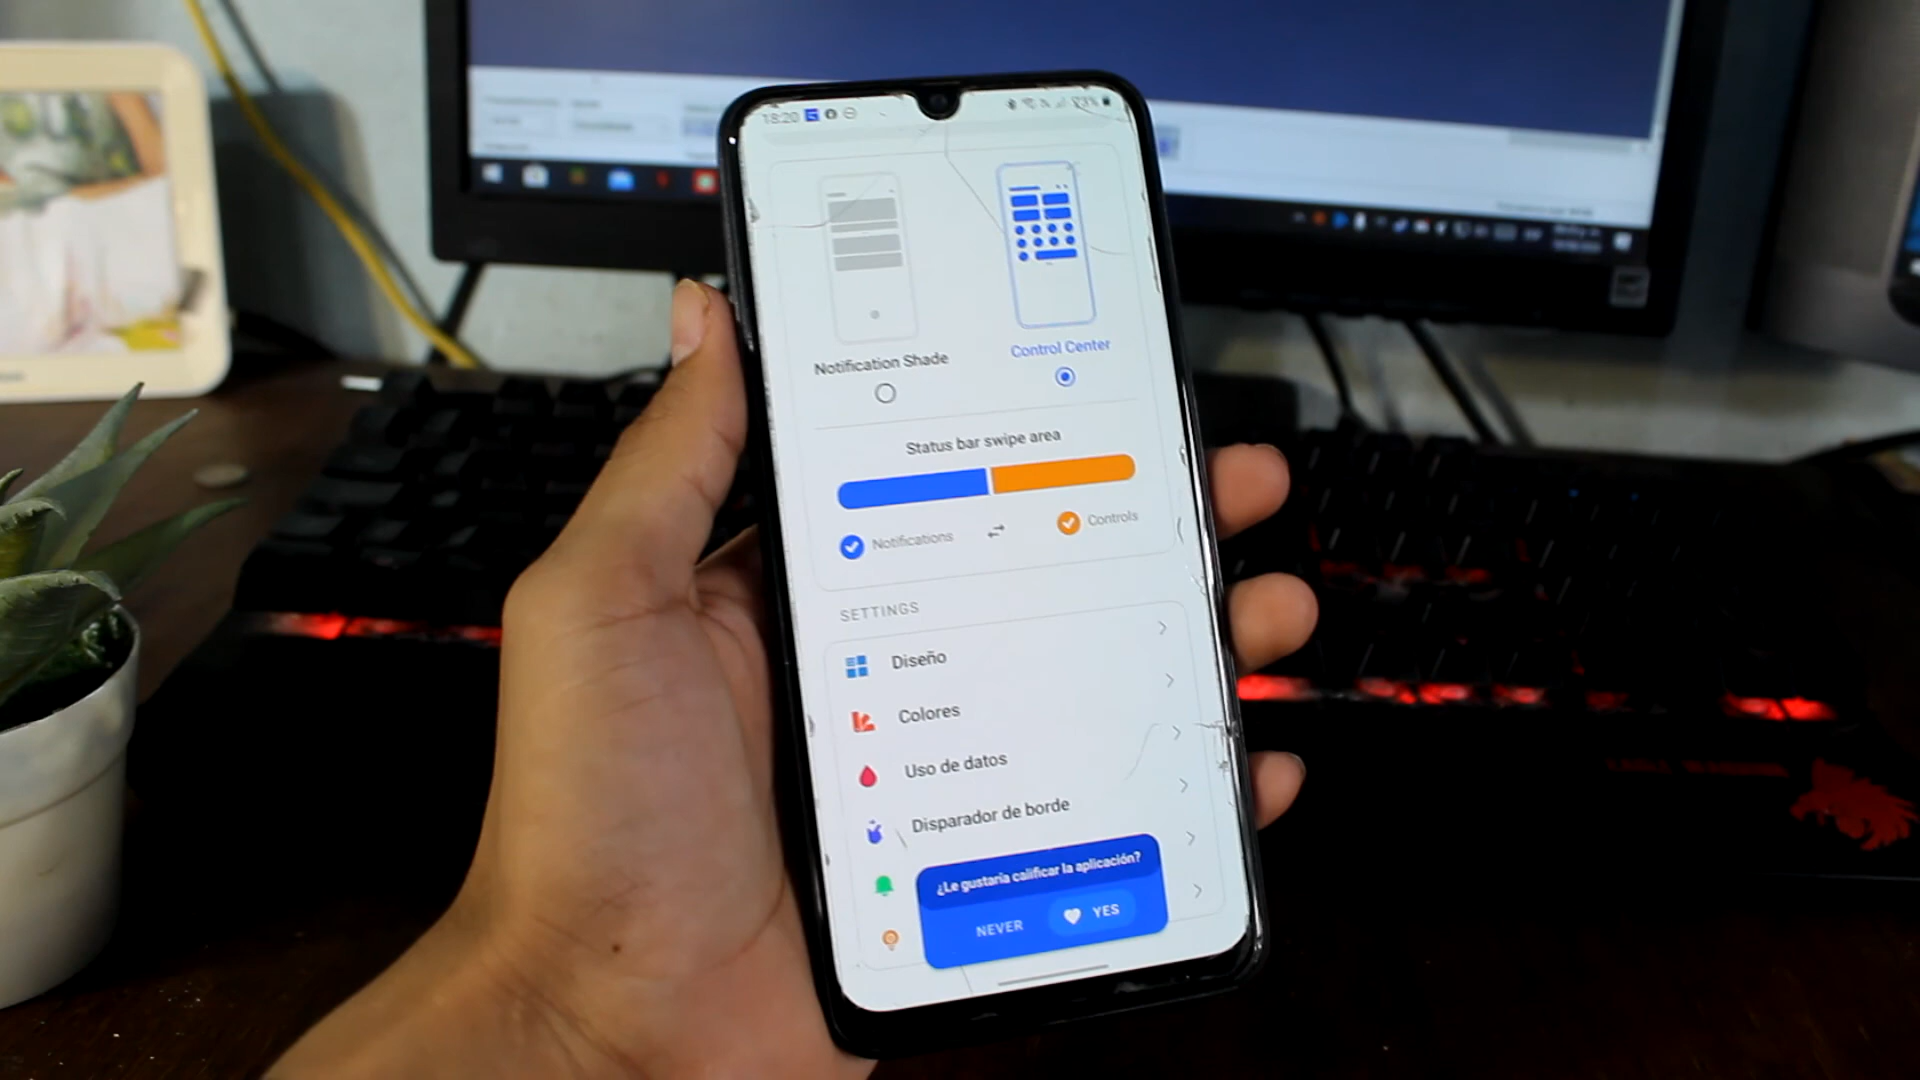 18:20
Notification Shade
Control Center
Status bar swipe area
Notifications
Controls
SETTINGS
Diseño
Colores
Uso de datos
Disparador de borde
¿Le gustaría calificar la aplicación?
NEVER
YES